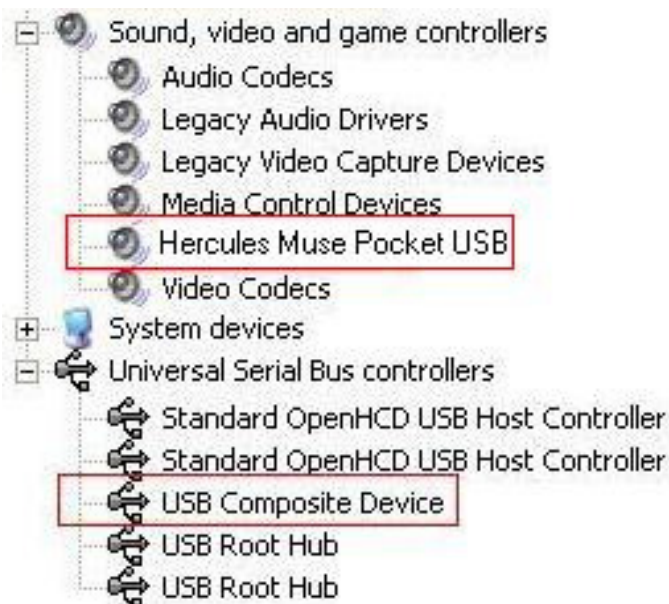 Sound, video and game controllers
Audio Codecs
Legacy Audio Drivers
Legacy Video Capture Devices
Media Control Devices
Hercules Muse Pocket USB
Video Codecs
System devices
Universal Serial Bus controllers
Standard OpenHCD USB Host Controller
Standard OpenHCD USB Host Controller
USB Composite Device
USB Root Hub
USB Root Hub